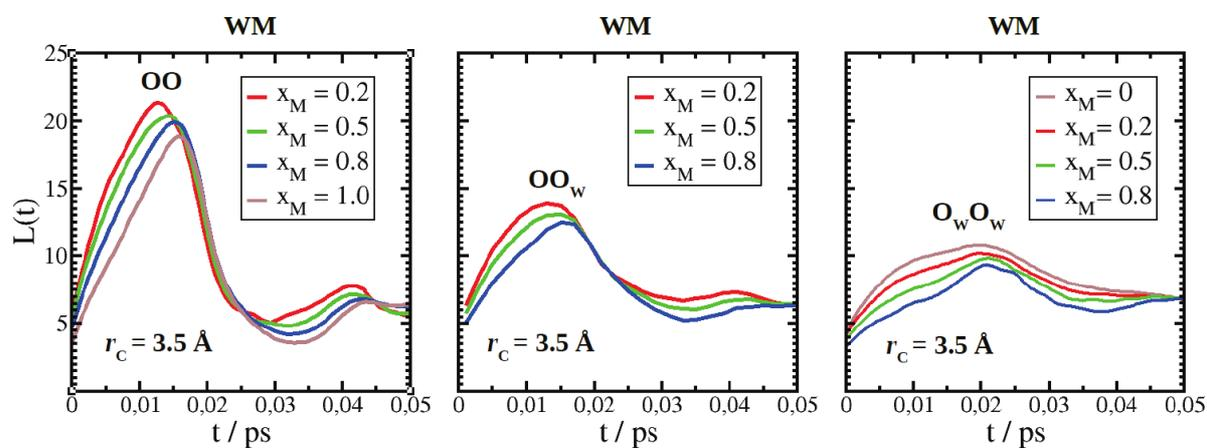 WM
WM
WM
25
20
15
10
5
L(t)
OO
x_M = 0.2
x_M = 0.5
x_M = 0.8
x_M = 1.0
r_C = 3.5 Å
0 0,01 0,02 0,03 0,04 0,05
t / ps
OO_W
x_M = 0.2
x_M = 0.5
x_M = 0.8
r_C = 3.5 Å
0 0,01 0,02 0,03 0,04 0,05
t / ps
O_WO_W
x_M = 0
x_M = 0.2
x_M = 0.5
x_M = 0.8
r_C = 3.5 Å
0 0,01 0,02 0,03 0,04 0,05
t / ps